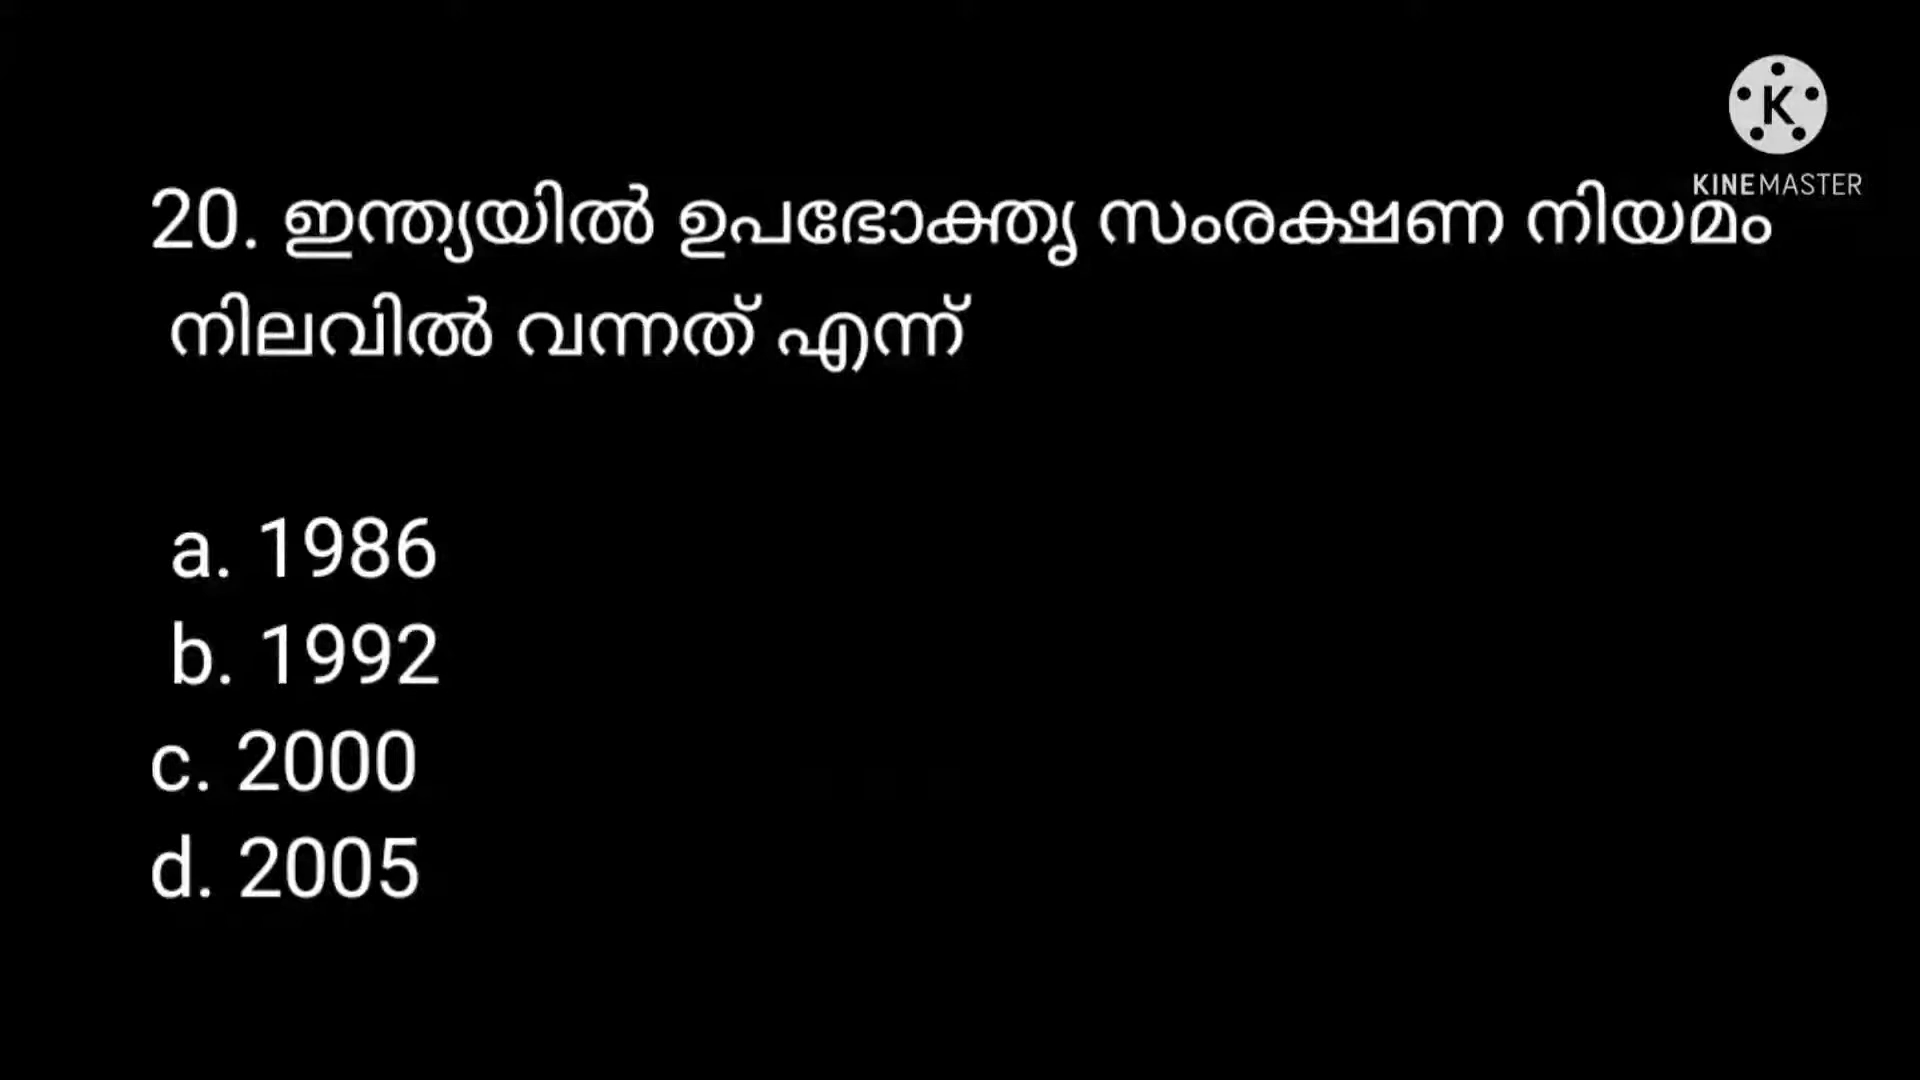 K
KINEMASTER
20. ഇന്ത്യയിൽ ഉപഭോക്തൃ സംരക്ഷണ നിയമം
നിലവിൽ വന്നത് എന്ന്
a. 1986
b. 1992
c. 2000
d. 2005